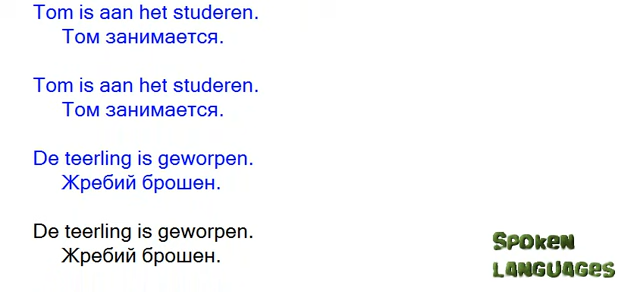 Tom is aan het studeren.
Том занимается.
Tom is aan het studeren.
Том занимается.
De teerling is geworpen.
Жребий брошен.
De teerling is geworpen.
Жребий брошен.
Spoken
Languages